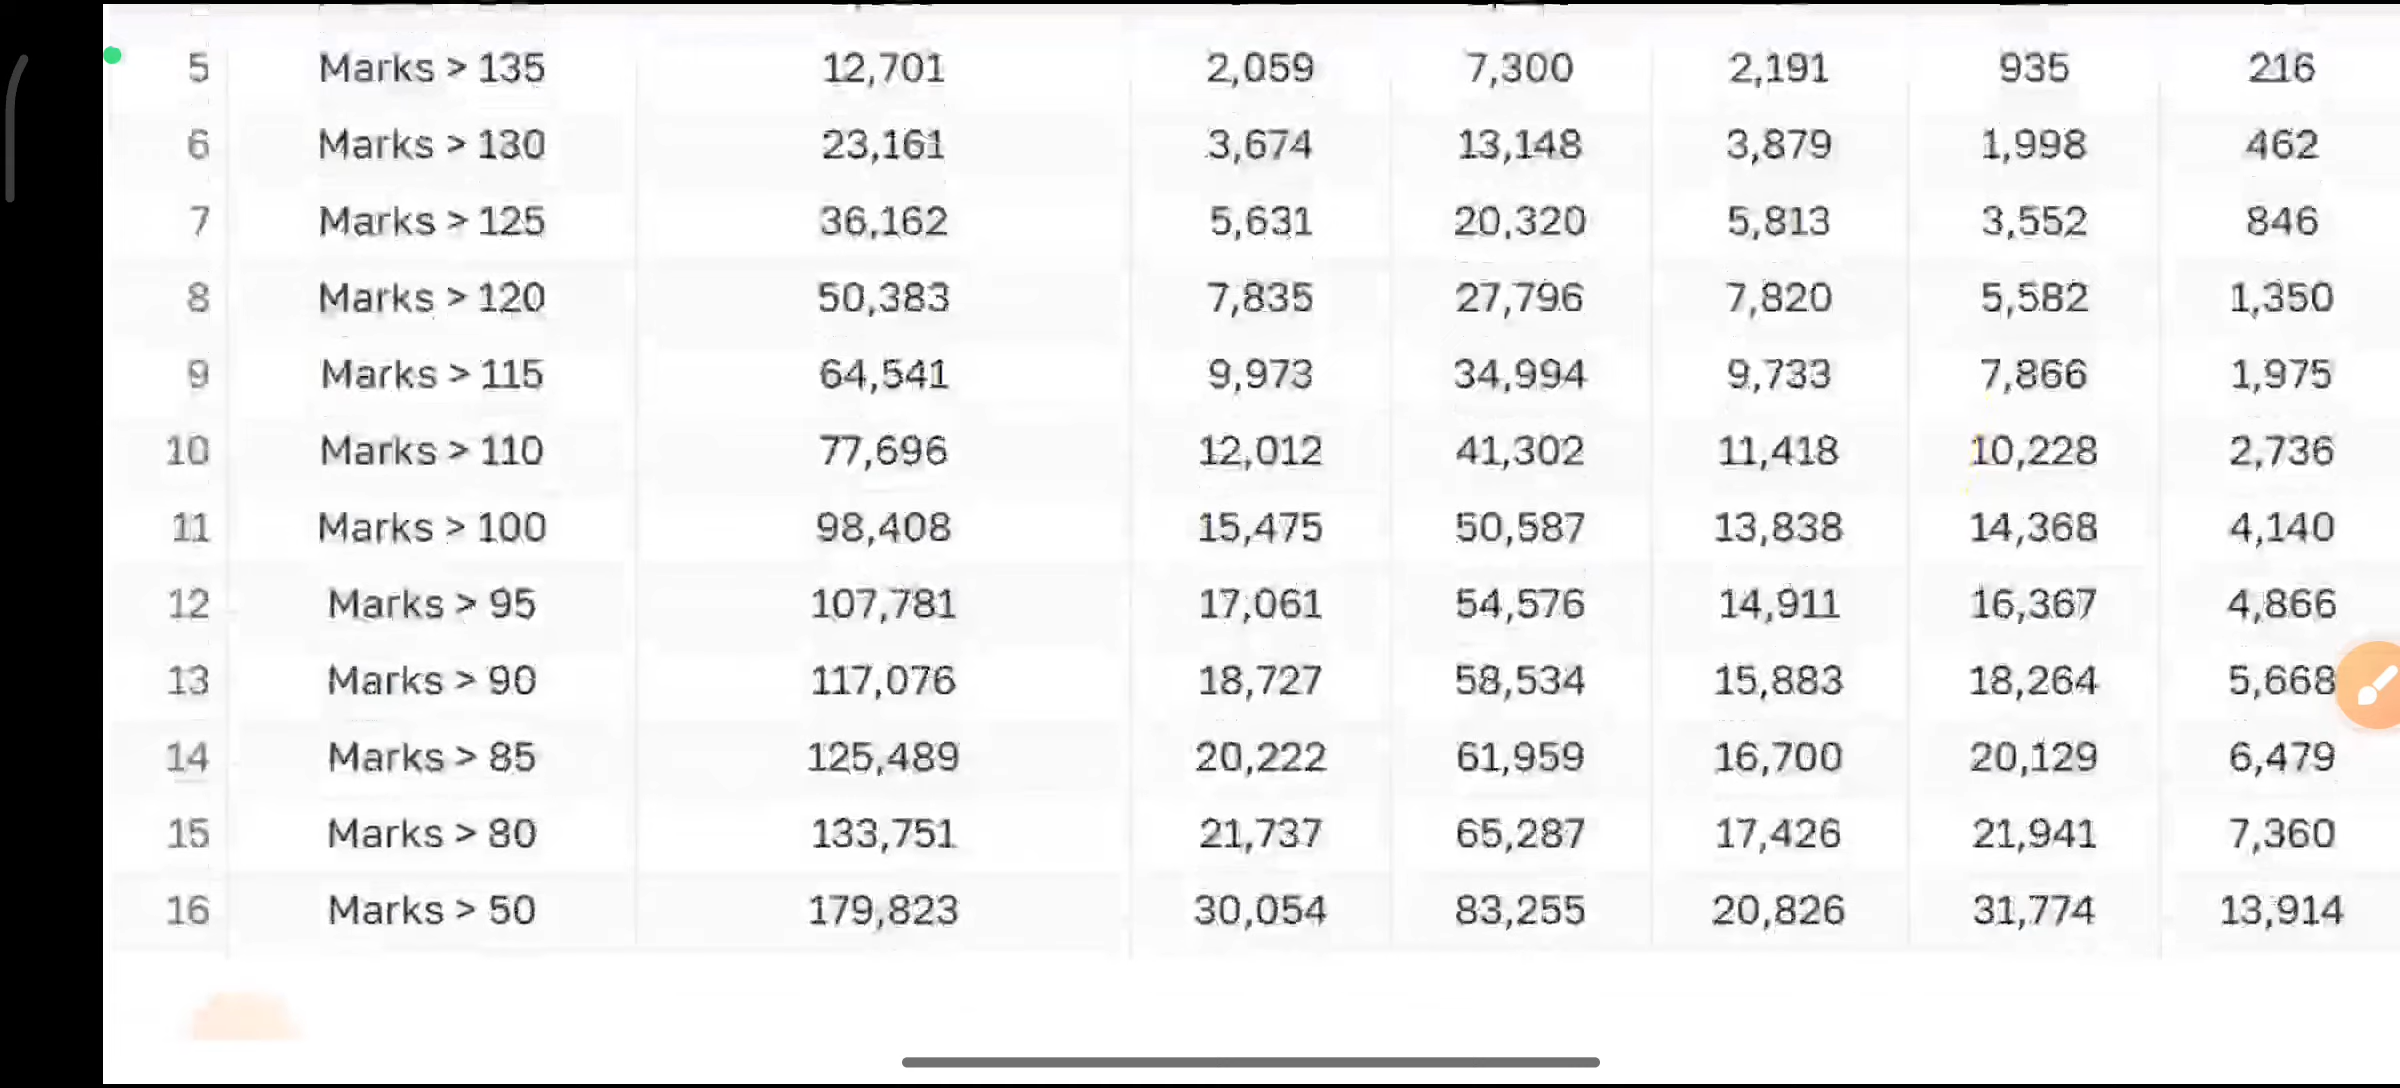 5 Marks > 135 12,701 2,059 7,300 2,191 935 216
6 Marks > 130 23,161 3,674 13,148 3,879 1,998 462
7 Marks > 125 36,162 5,631 20,320 5,813 3,552 846
8 Marks > 120 50,383 7,835 27,796 7,820 5,582 1,350
9 Marks > 115 64,541 9,973 34,994 9,733 7,866 1,975
10 Marks > 110 77,696 12,012 41,302 11,418 10,228 2,736
11 Marks > 100 98,408 15,475 50,587 13,838 14,368 4,140
12 Marks > 95 107,781 17,061 54,576 14,911 16,367 4,866
13 Marks > 90 117,076 18,727 58,534 15,883 18,264 5,668
14 Marks > 85 125,489 20,222 61,959 16,700 20,129 6,479
15 Marks > 80 133,751 21,737 65,287 17,426 21,941 7,360
16 Marks > 50 179,823 30,054 83,255 20,826 31,774 13,914